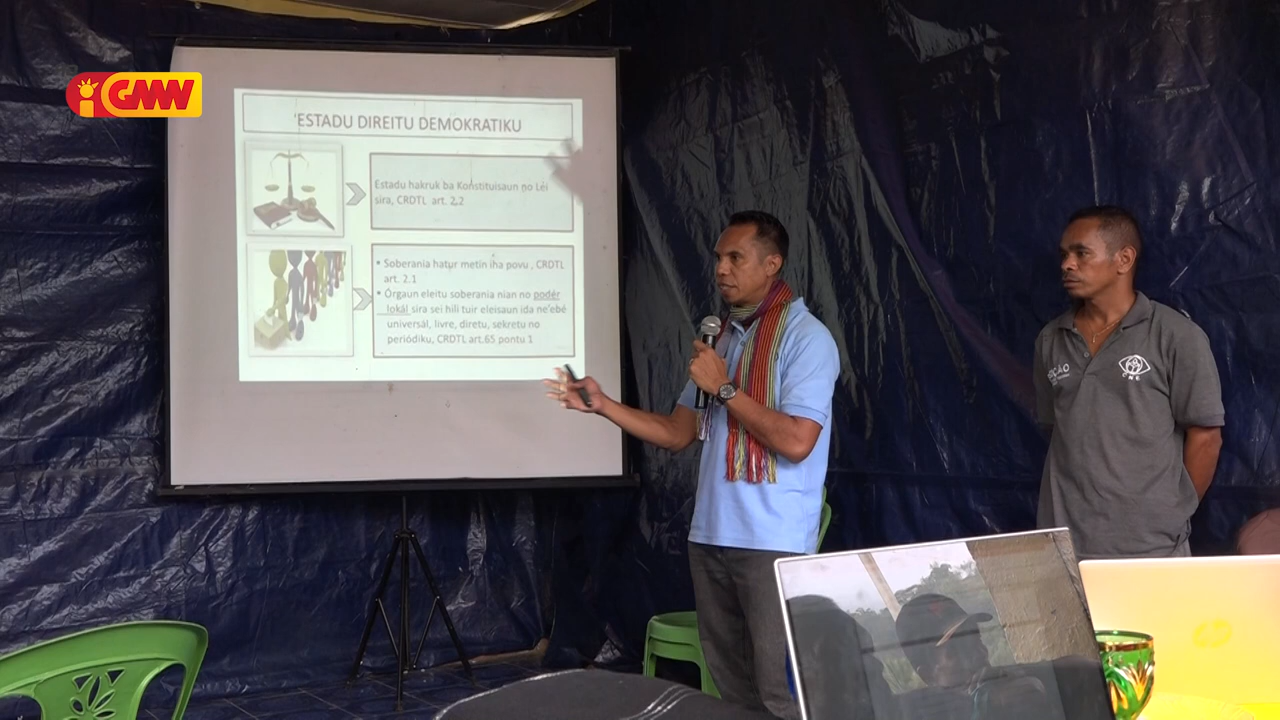 GMW
'ESTADU DIREITU DEMOKRATIKU
Estadu hakruk ba Konstituisaun no Lei
sira, CRDTL art. 2,2
• Soberania hatur metin iha povu , CRDTL
art. 2.1
• Órgaun eleitu soberania nian no podér
lokál sira sei hili tuir eleisaun ida ne'ebé
universál, livre, diretu, sekretu no
periódiku, CRDTL art.65 pontu 1
CNE